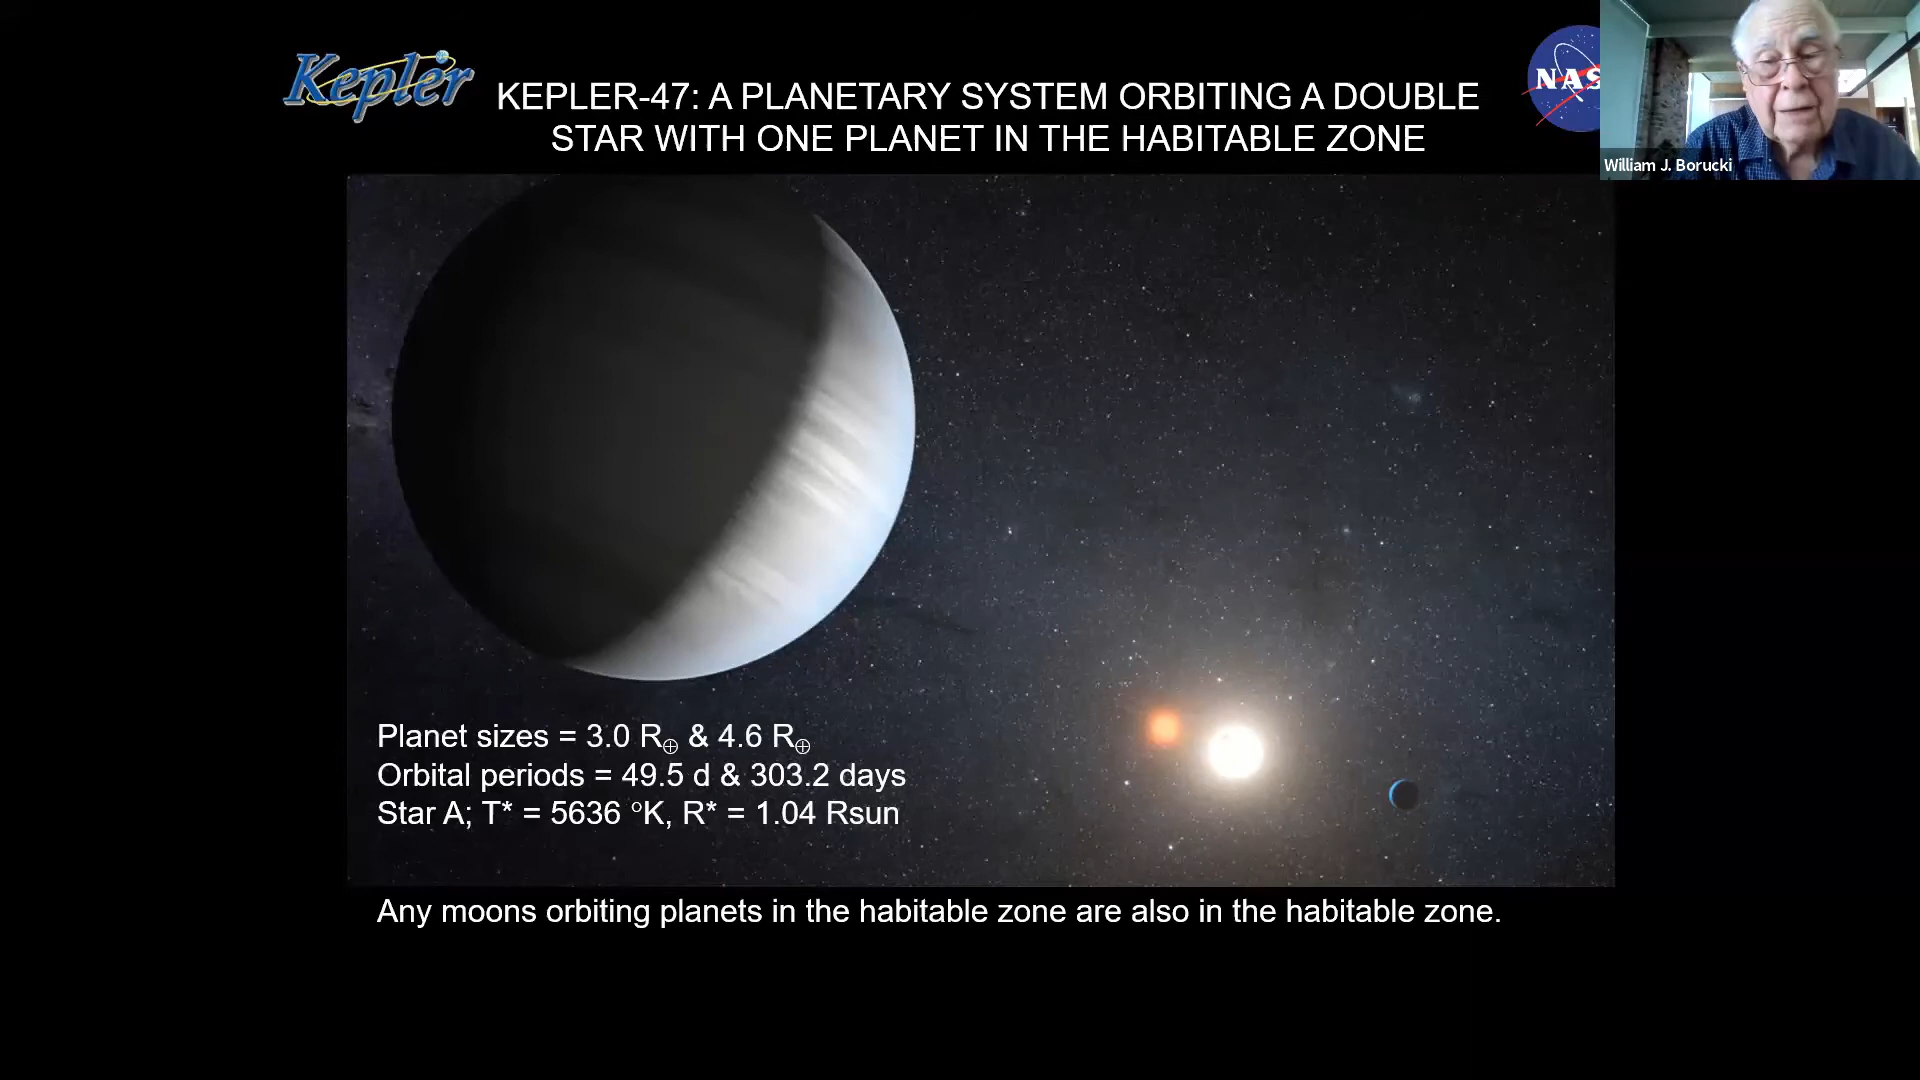 Kepler
KEPLER-47: A PLANETARY SYSTEM ORBITING A DOUBLE
STAR WITH ONE PLANET IN THE HABITABLE ZONE
NAS
William J. Borucki
Planet sizes = 3.0 R⊕ & 4.6 R⊕
Orbital periods = 49.5 d & 303.2 days
Star A; T* = 5636 °K, R* = 1.04 Rsun
Any moons orbiting planets in the habitable zone are also in the habitable zone.